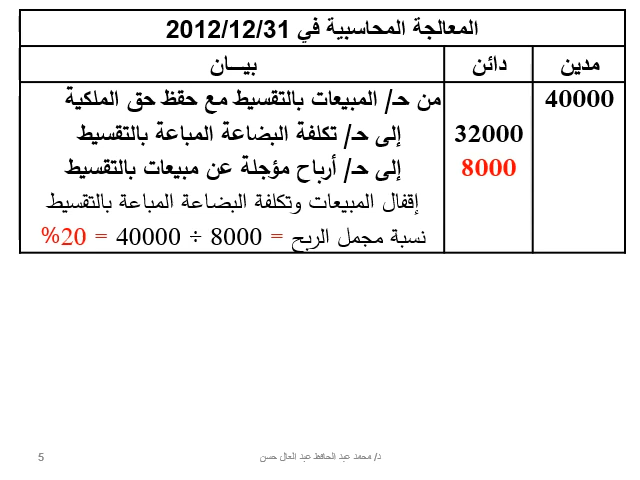 المعالجة المحاسبية في 2012/12/31
مدين دائن بيـــان
40000 من حـ/ المبيعات بالتقسيط مع حفظ حق الملكية
32000 إلى حـ/ تكلفة البضاعة المباعة بالتقسيط
8000 إلى حـ/ أرباح مؤجلة عن مبيعات بالتقسيط
إقفال المبيعات وتكلفة البضاعة المباعة بالتقسيط
نسبة مجمل الربح = 8000 ÷ 40000 = 20%
د/ محمد عبد الحافظ عبد العال حسن
5